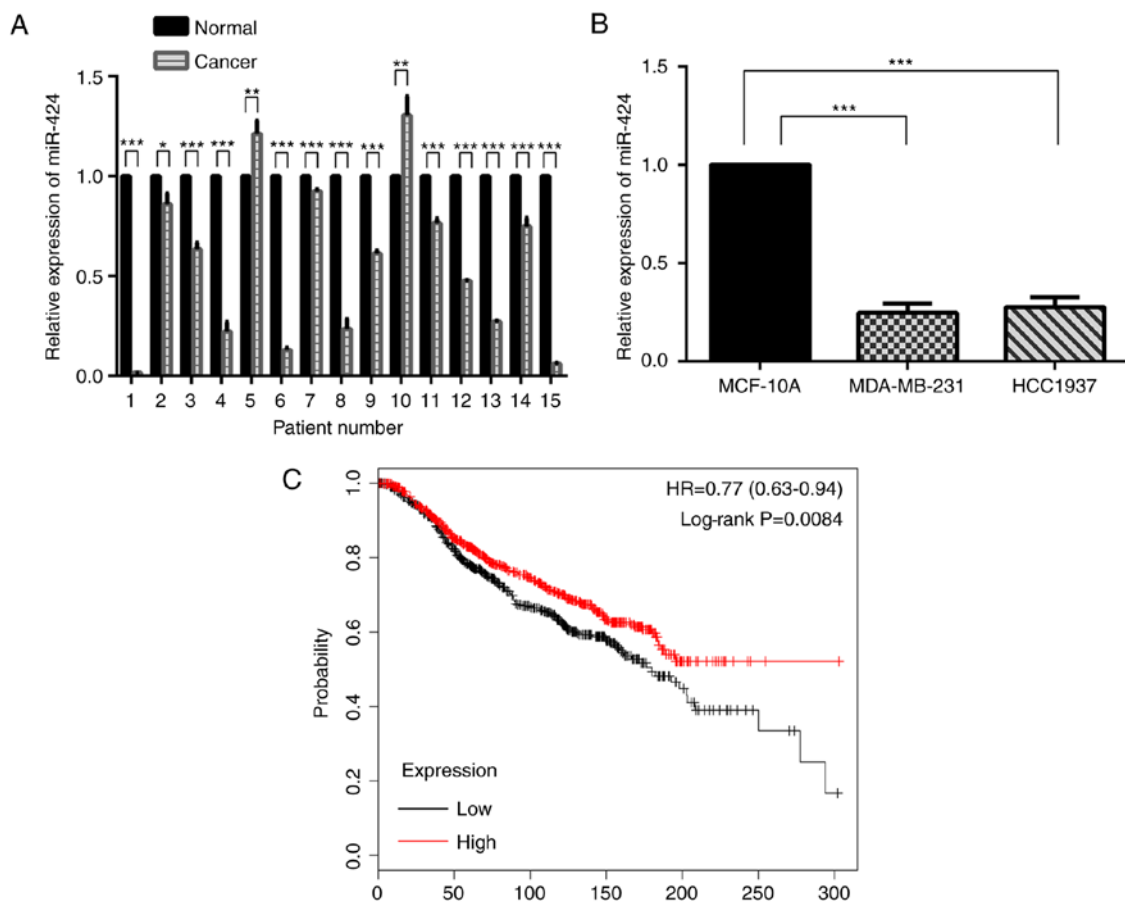 A
Normal
Cancer
Relative expression of miR-424
1.5
1.0
0.5
0.0
*** * *** *** ** *** *** *** *** ** *** *** *** *** ***
1 2 3 4 5 6 7 8 9 10 11 12 13 14 15
Patient number
B
Relative expression of miR-424
1.5
1.0
0.5
0.0
***
***
MCF-10A MDA-MB-231 HCC1937
C
HR=0.77 (0.63-0.94)
Log-rank P=0.0084
Probability
1.0
0.8
0.6
0.4
0.2
0.0
Expression
Low
High
0 50 100 150 200 250 300